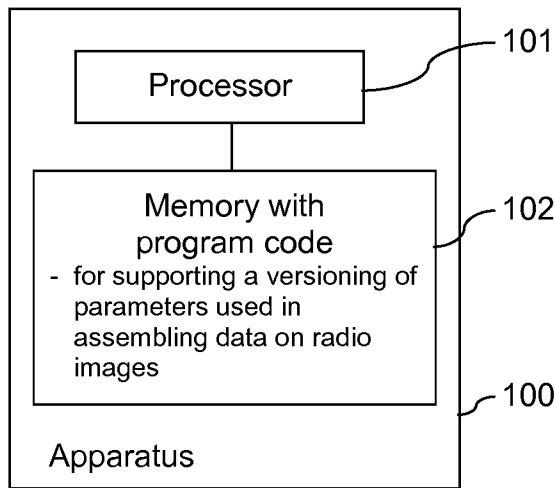 101
Processor
Memory with
program code
102
- for supporting a versioning of
parameters used in
assembling data on radio
images
100
Apparatus